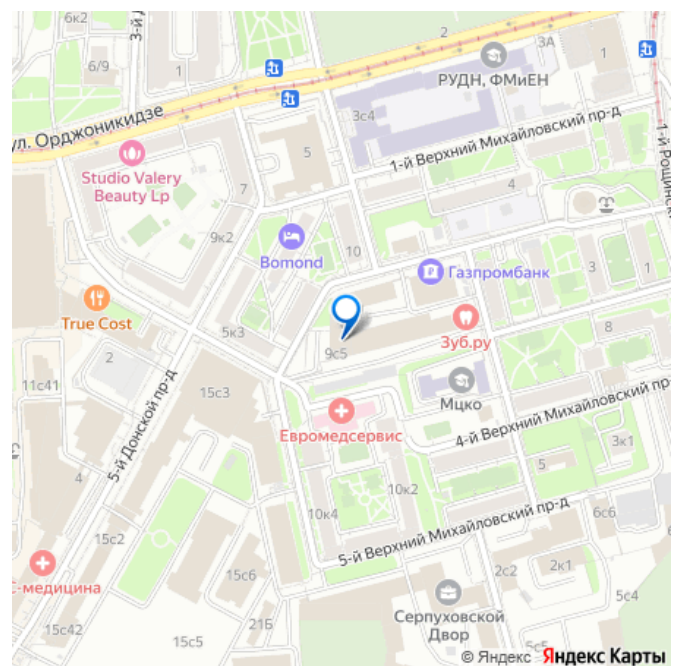 6к2
3-й Д
2
3А
РУДН, ФМиЕН
1
6/9
1
ул. Орджоникидзе
3с4
5
1-й Верхний Михайловский пр-д
1-й Рощинск
Studio Valery
Beauty Lp
7
4
9к2
Bomond
10
Газпромбанк
3
1
True Cost
5к3
Зуб.ру
2
9с5
11с41
15с3
Мцко
5-й Донской пр-д
Евромедсервис
4-й Верхний Михайловский пр-
3к1
4
10к2
5
10к4
5-й Верхний Михайловский пр-д
6с6
15с2
С-медицина
15с6
2с2
2к1
Серпуховской
Двор
21Б
15с42
15с5
5с5
© Яндекс Яндекс Карты